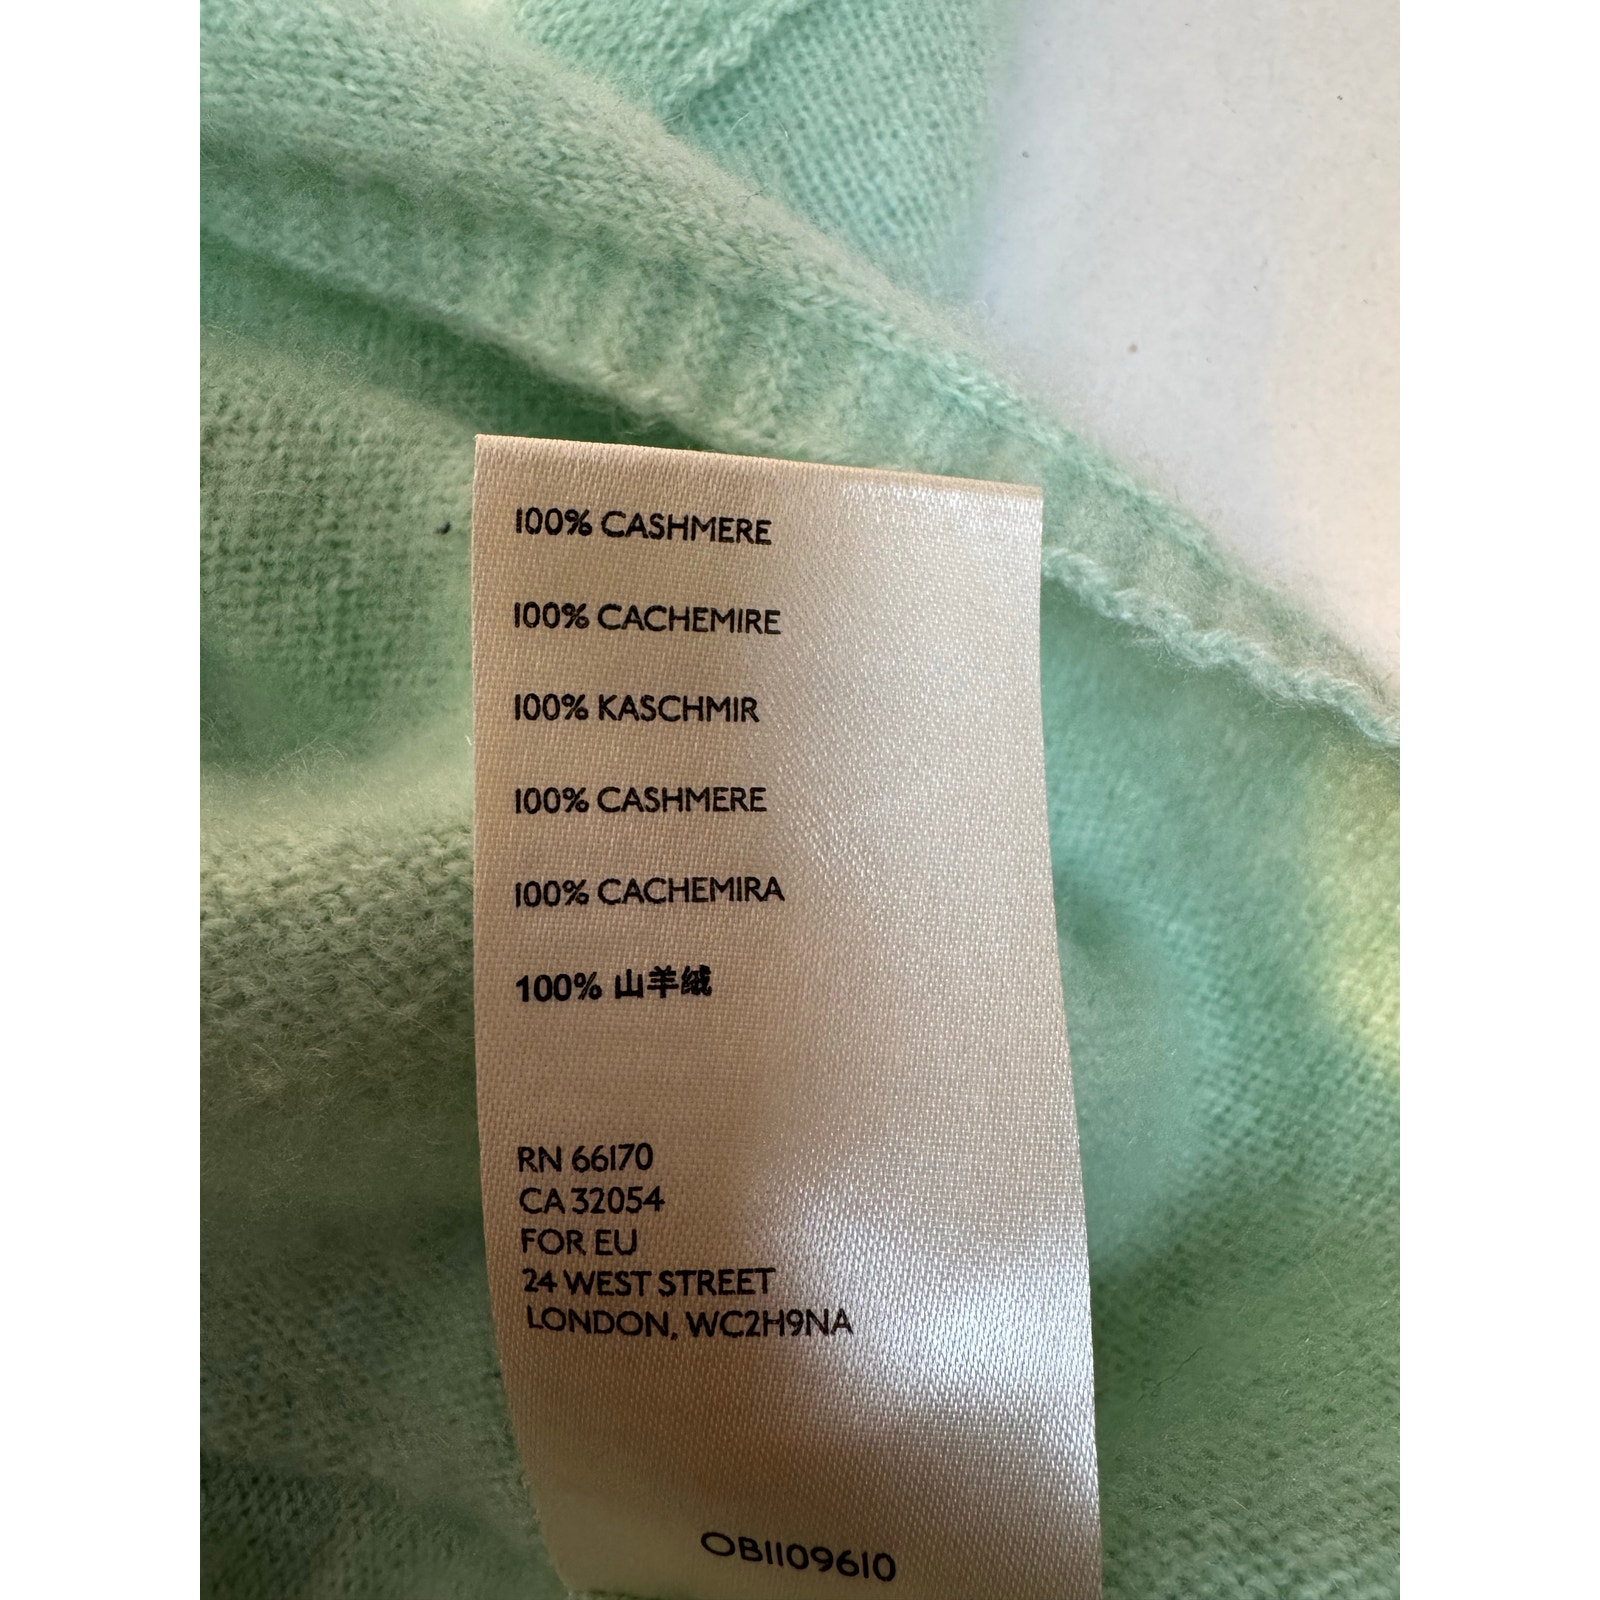 100% CASHMERE
100% CACHEMIRE
100% KASCHMIR
100% CASHMERE
100% CACHEMIRA
100% 山羊绒
RN 66170
CA 32054
FOR EU
24 WEST STREET
LONDON, WC2H9NA
OB1109610